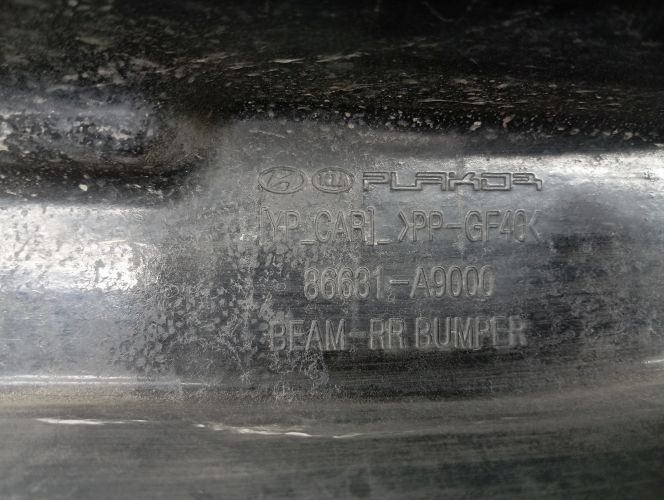 PLAKOR
[YP_CAR]_ >PP-GF40<
86631-A9000
BEAM-RR BUMPER